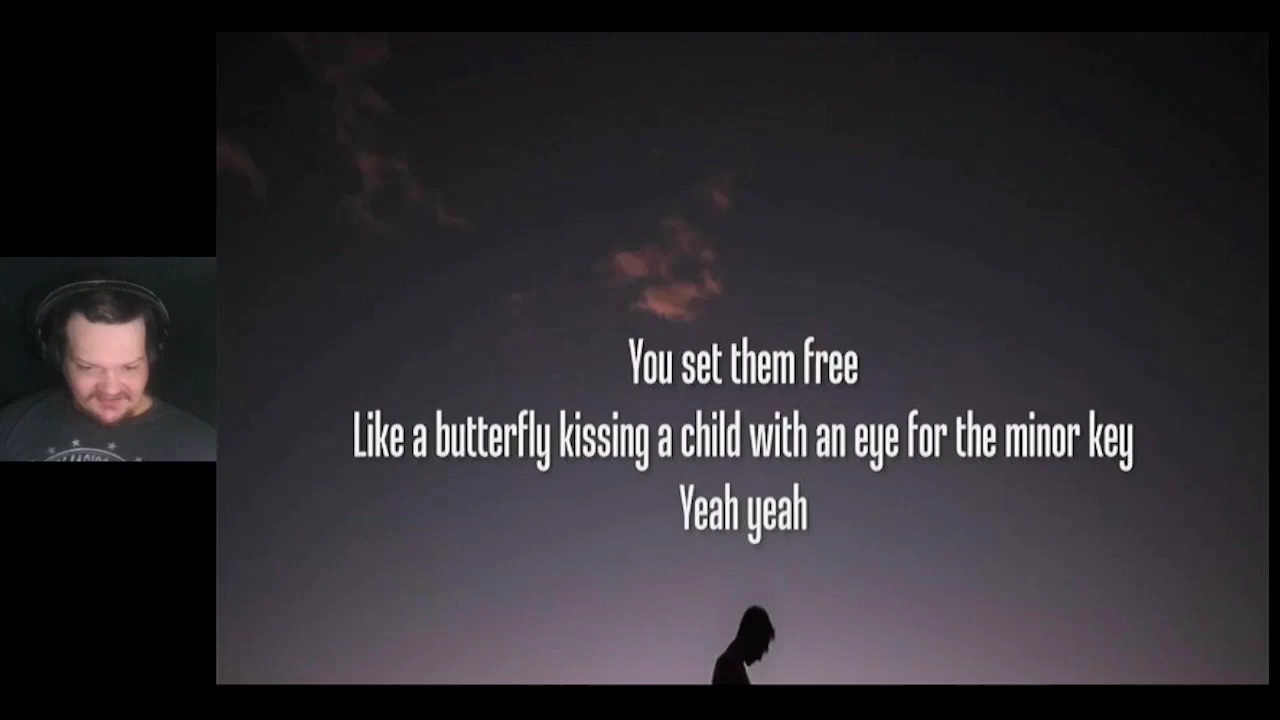 You set them free
Like a butterfly kissing a child with an eye for the minor key
Yeah yeah